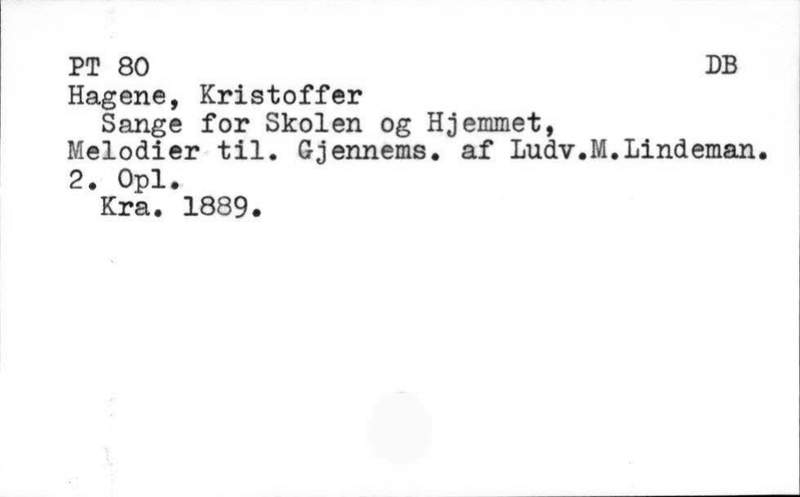 PT 80 DB
Hagene, Kristoffer
Sange for Skolen og Hjemmet,
Melodier til. Gjennems. af Ludv.M.Lindeman.
2. Opl.
Kra. 1889.